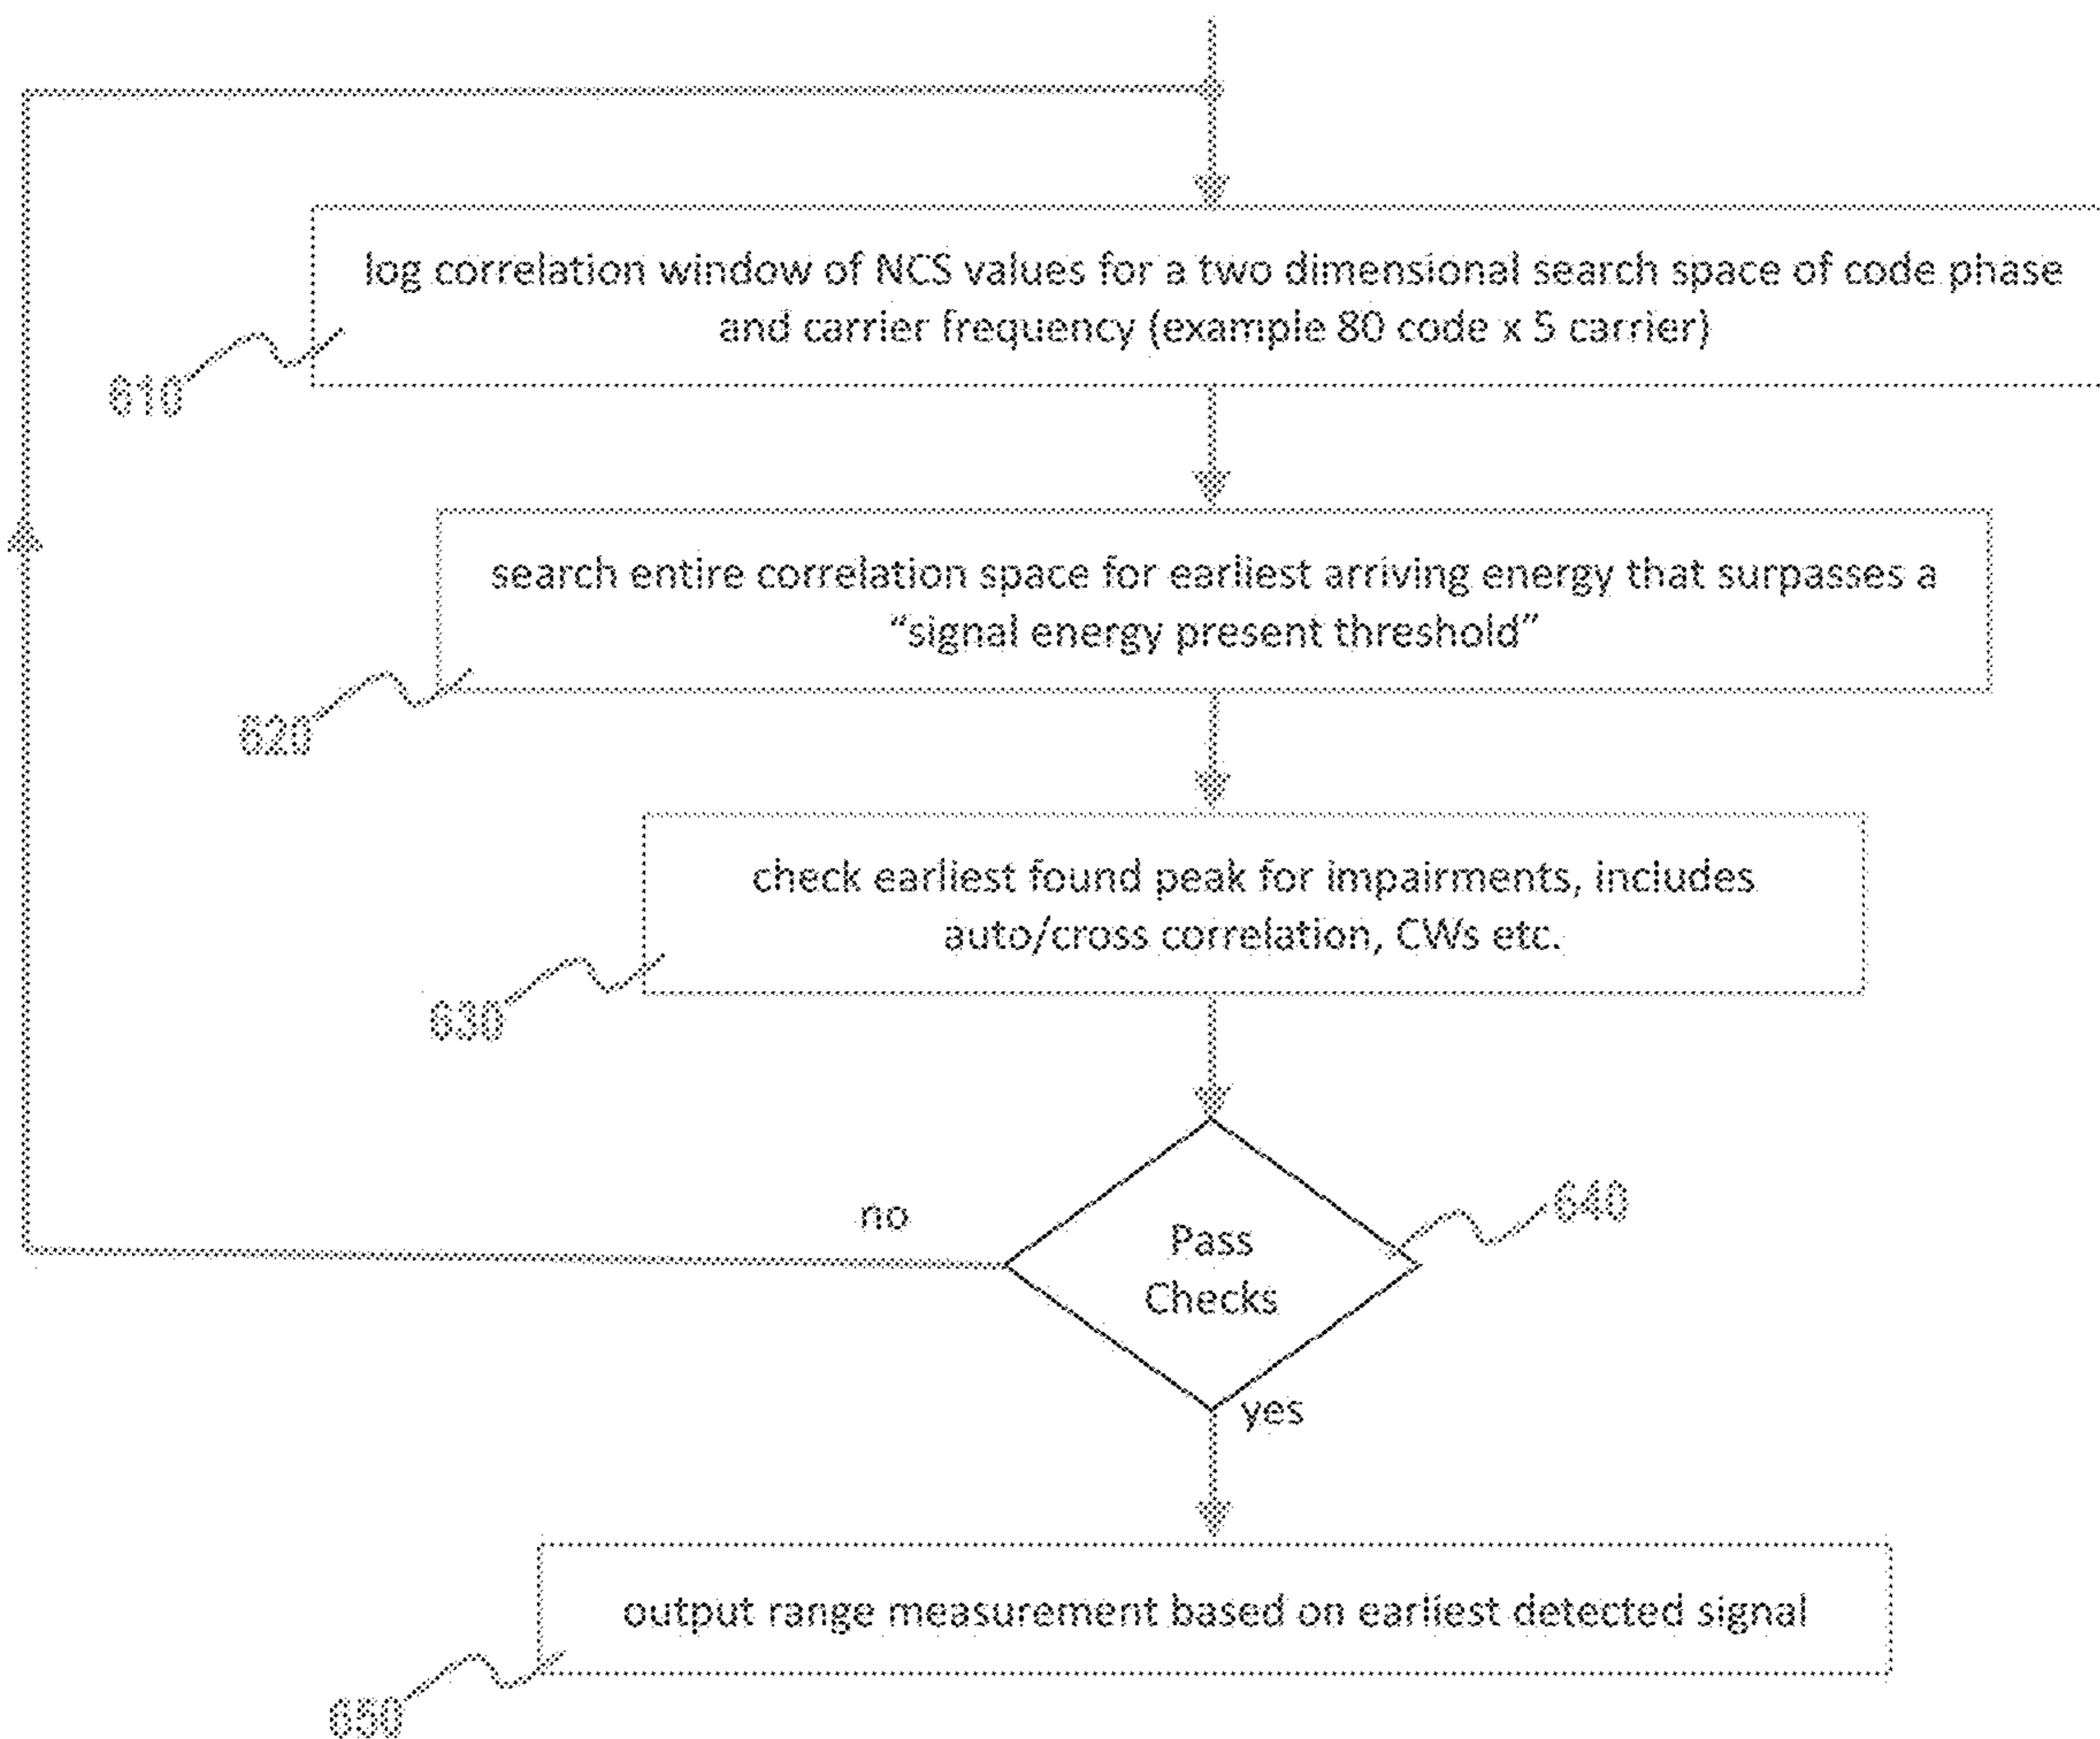 log correlation window of NCS values for a two dimensional search space of code phase
and carrier frequency (example 80 code x 5 carrier)
610
search entire correlation space for earliest arriving energy that surpasses a
“signal energy present threshold”
620
check earliest found peak for impairments, includes
auto/cross correlation, CWs etc.
630
no
Pass
Checks
640
yes
output range measurement based on earliest detected signal
650